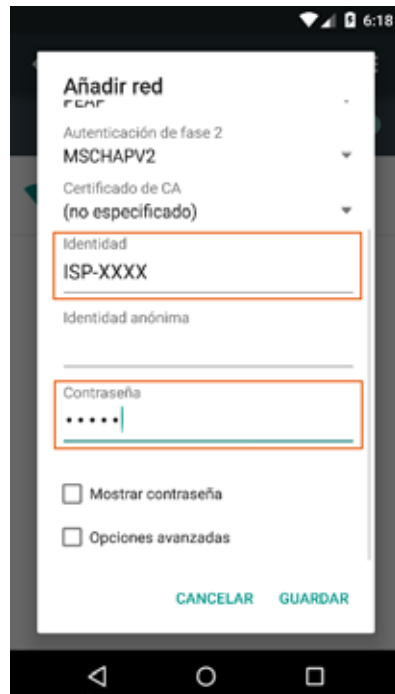 6:18
Añadir red
PEAP
Autenticación de fase 2
MSCHAPV2
Certificado de CA
(no especificado)
Identidad
ISP-XXXX
Identidad anónima
Contraseña
•••••
Mostrar contraseña
Opciones avanzadas
CANCELAR GUARDAR